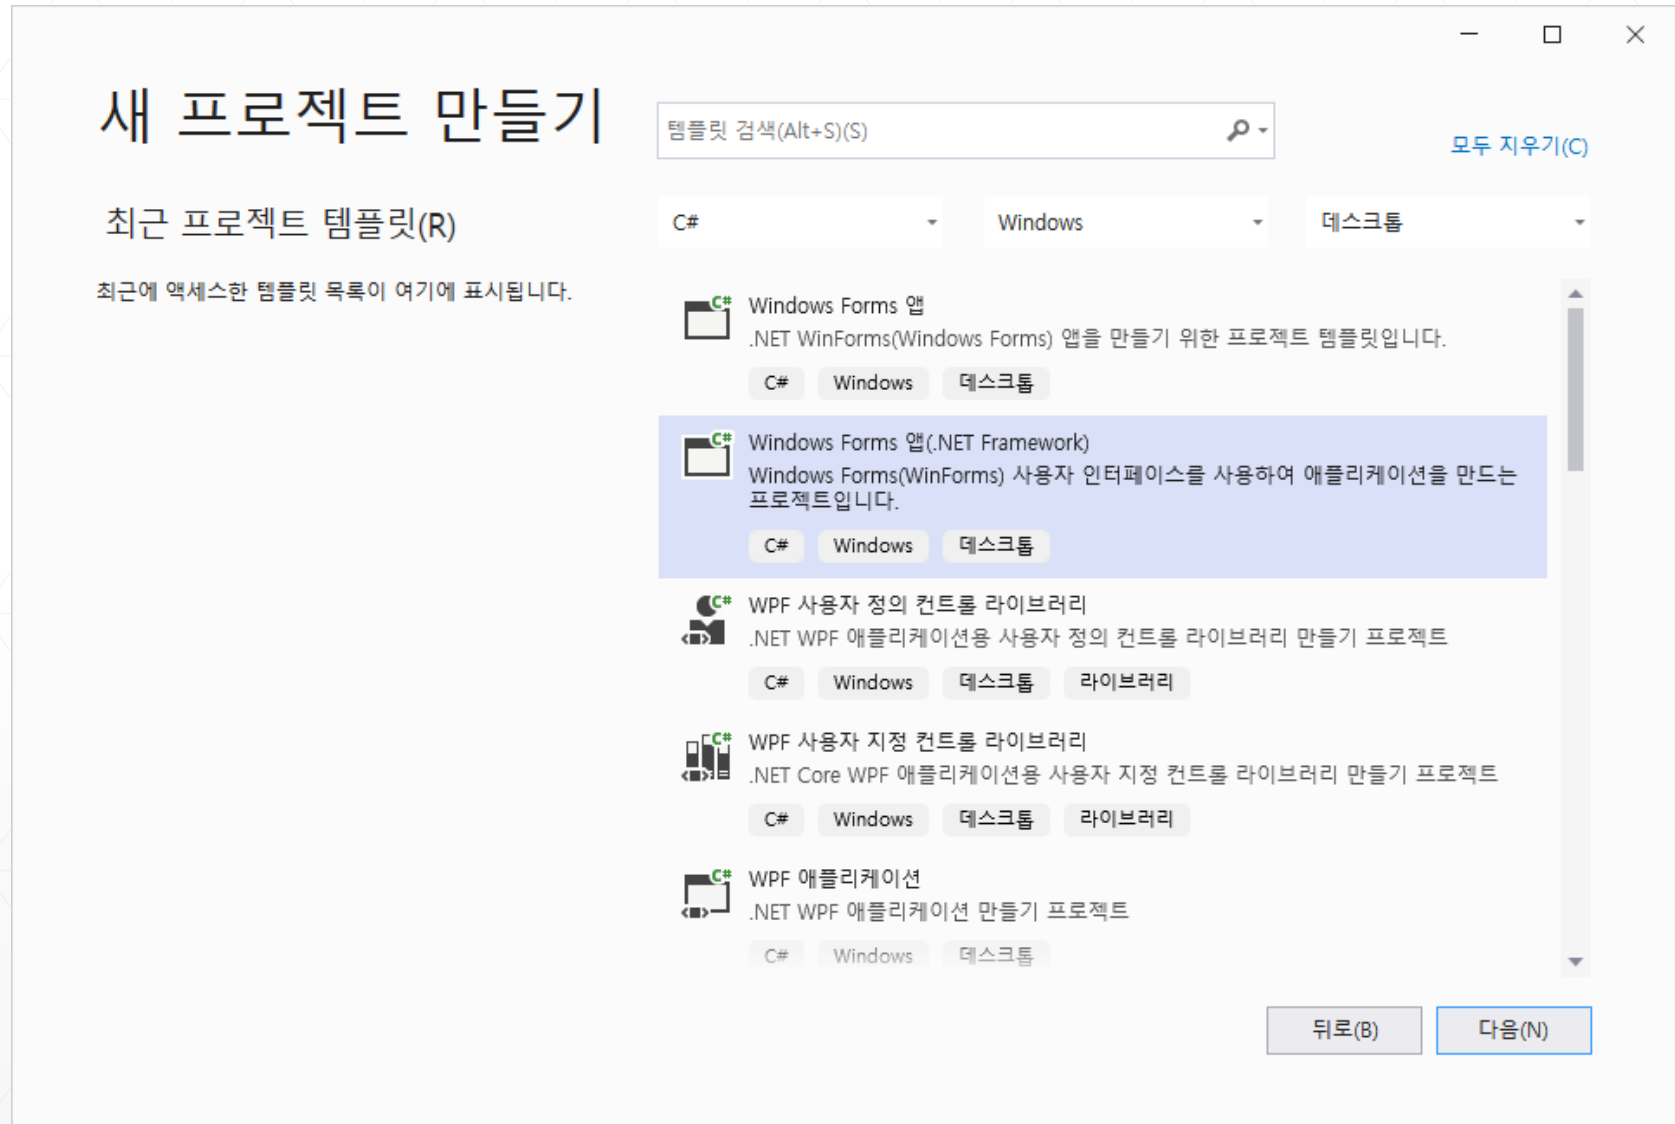 새 프로젝트 만들기
템플릿 검색(Alt+S)(S)
모두 지우기(C)
최근 프로젝트 템플릿(R)
C#
Windows
데스크톱
최근에 액세스한 템플릿 목록이 여기에 표시됩니다.
C#
Windows Forms 앱
.NET WinForms(Windows Forms) 앱을 만들기 위한 프로젝트 템플릿입니다.
C# Windows 데스크톱
C#
Windows Forms 앱(.NET Framework)
Windows Forms(WinForms) 사용자 인터페이스를 사용하여 애플리케이션을 만드는
프로젝트입니다.
C# Windows 데스크톱
C#
WPF 사용자 정의 컨트롤 라이브러리
.NET WPF 애플리케이션용 사용자 정의 컨트롤 라이브러리 만들기 프로젝트
C# Windows 데스크톱 라이브러리
C#
WPF 사용자 지정 컨트롤 라이브러리
.NET Core WPF 애플리케이션용 사용자 지정 컨트롤 라이브러리 만들기 프로젝트
C# Windows 데스크톱 라이브러리
C#
WPF 애플리케이션
.NET WPF 애플리케이션 만들기 프로젝트
C# Windows 데스크톱
뒤로(B)
다음(N)